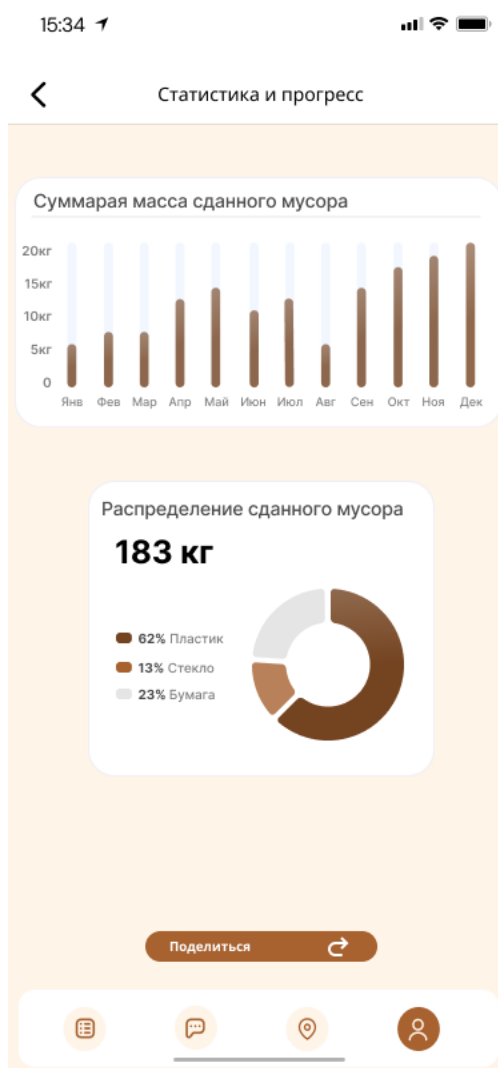 15:34
Статистика и прогресс
Суммарая масса сданного мусора
20кг
15кг
10кг
5кг
0
Янв Фев Мар Апр Май Июн Июл Авг Сен Окт Ноя Дек
Распределение сданного мусора
183 кг
62% Пластик
13% Стекло
23% Бумага
Поделиться